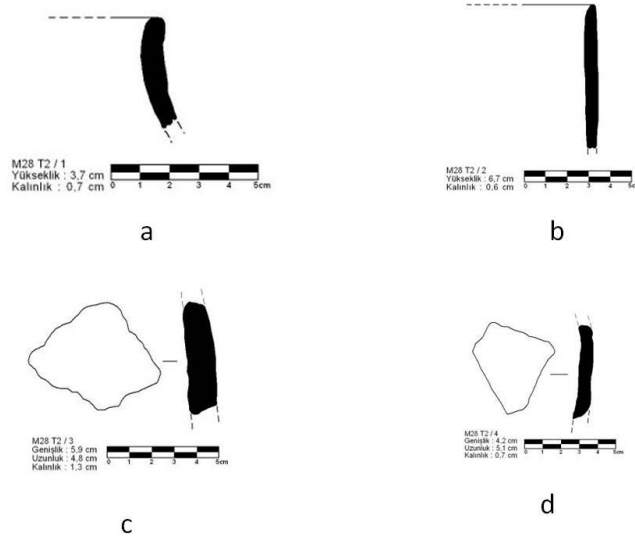 M28 T2 / 1
Yükseklik : 3,7 cm
Kalınlık : 0,7 cm
0 1 2 3 4 5cm
a
M28 T2 / 2
Yükseklik : 6,7 cm
Kalınlık : 0,6 cm
0 1 2 3 4 5cm
b
M28 T2 / 3
Genişlik : 5,9 cm
Uzunluk : 4,8 cm
Kalınlık : 1,3 cm
0 1 2 3 4 5cm
c
M28 T2 / 4
Genişlik : 4,2 cm
Uzunluk : 5,1 cm
Kalınlık : 0,7 cm
0 1 2 3 4 5cm
d